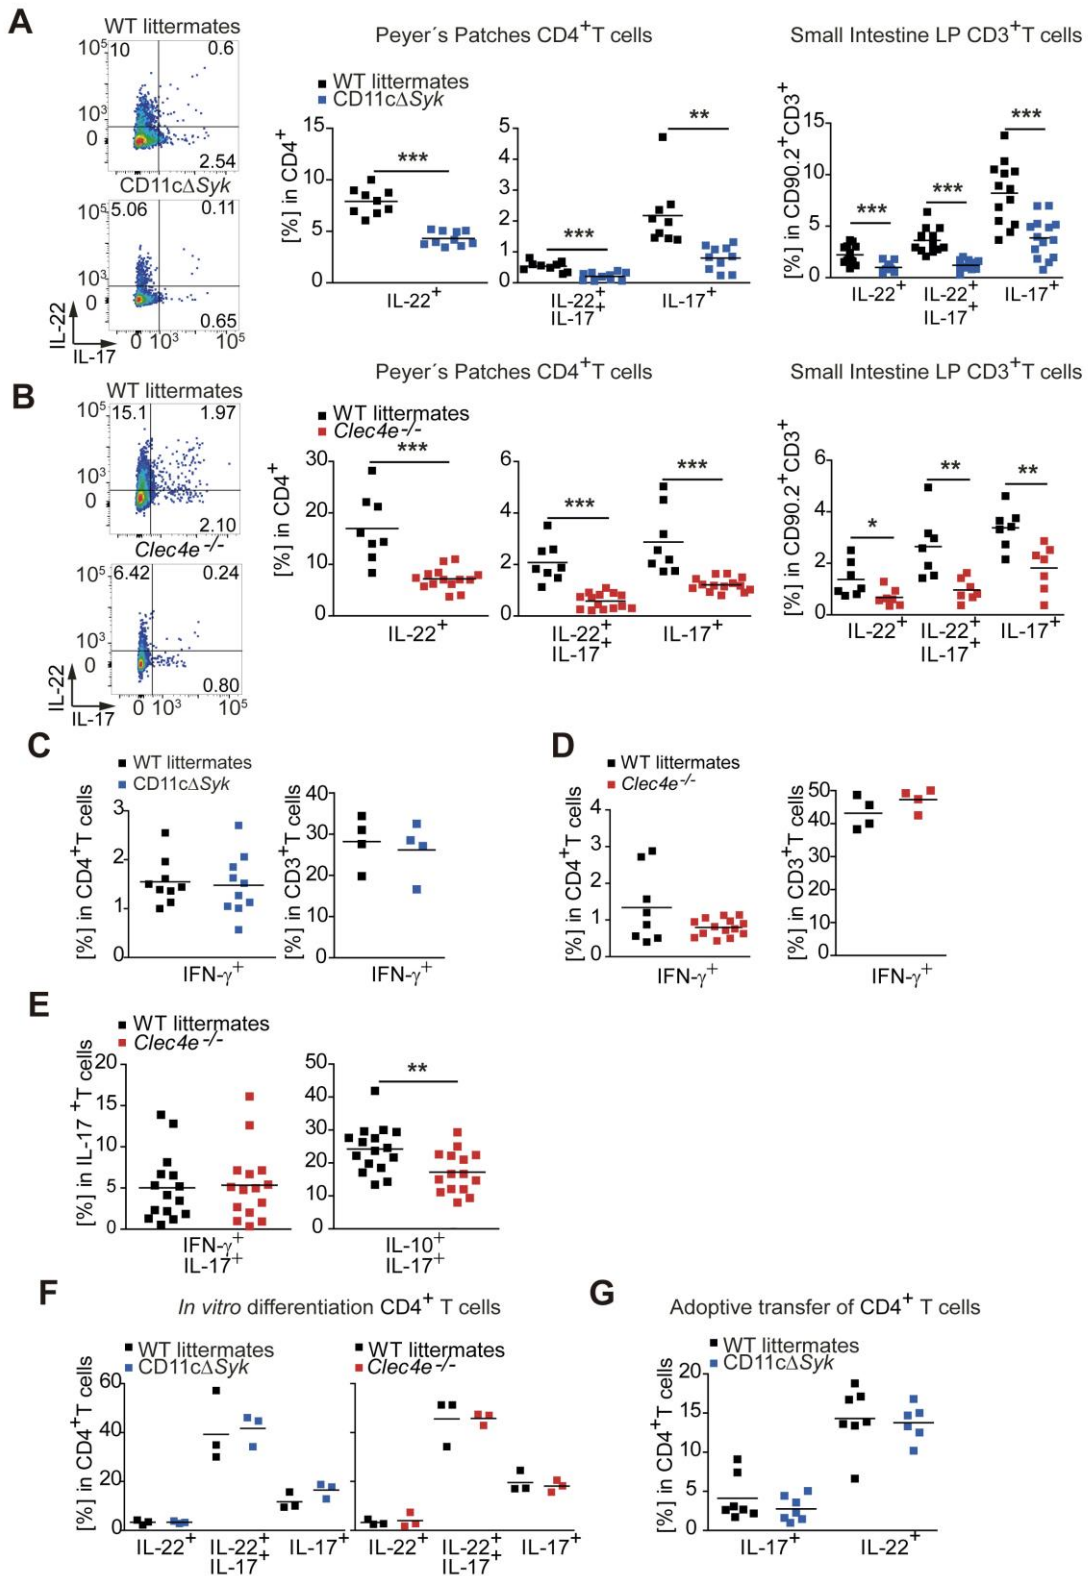 A
WT littermates
10
0.6
2.54
10⁵
10³
0
CD11cΔSyk
5.06
0.11
0.65
10⁵
10³
0
0 10³ 10⁵
IL-22
IL-17
Peyer´s Patches CD4⁺T cells
WT littermates
CD11cΔSyk
[%] in CD4⁺
15
10
5
0
***
IL-22⁺
5
4
3
2
1
0
***
**
IL-22⁺
IL-17⁺
IL-17⁺
Small Intestine LP CD3⁺T cells
[%] in CD90.2⁺CD3⁺
15
10
5
0
***
***
***
IL-22⁺
IL-22⁺
IL-17⁺
IL-17⁺
B
WT littermates
15.1
1.97
2.10
10⁵
10³
0
Clec4e⁻/⁻
6.42
0.24
0.80
10⁵
10³
0
0 10³ 10⁵
IL-22
IL-17
Peyer´s Patches CD4⁺T cells
WT littermates
Clec4e-/-
[%] in CD4⁺
30
20
10
0
***
IL-22⁺
6
4
2
0
***
***
IL-22⁺
IL-17⁺
IL-17⁺
Small Intestine LP CD3⁺T cells
[%] in CD90.2⁺CD3⁺
6
4
2
0
*
**
**
IL-22⁺
IL-22⁺
IL-17⁺
IL-17⁺
C
WT littermates
CD11cΔSyk
[%] in CD4⁺T cells
3
2
1
0
IFN-γ⁺
[%] in CD3⁺T cells
40
30
20
10
0
IFN-γ⁺
D
WT littermates
Clec4e⁻/⁻
[%] in CD4⁺T cells
4
3
2
1
0
IFN-γ⁺
[%] in CD3⁺T cells
50
40
30
20
10
0
IFN-γ⁺
E
WT littermates
Clec4e-/-
[%] in IL-17⁺T cells
20
15
10
5
0
IFN-γ⁺
IL-17⁺
50
40
30
20
10
0
**
IL-10⁺
IL-17⁺
F
In vitro differentiation CD4⁺ T cells
WT littermates
CD11cΔSyk
[%] in CD4⁺T cells
60
40
20
0
IL-22⁺
IL-22⁺
IL-17⁺
IL-17⁺
WT littermates
Clec4e-/-
IL-22⁺
IL-22⁺
IL-17⁺
IL-17⁺
G
Adoptive transfer of CD4⁺ T cells
WT littermates
CD11cΔSyk
[%] in CD4⁺T cells
20
15
10
5
0
IL-17⁺
IL-22⁺